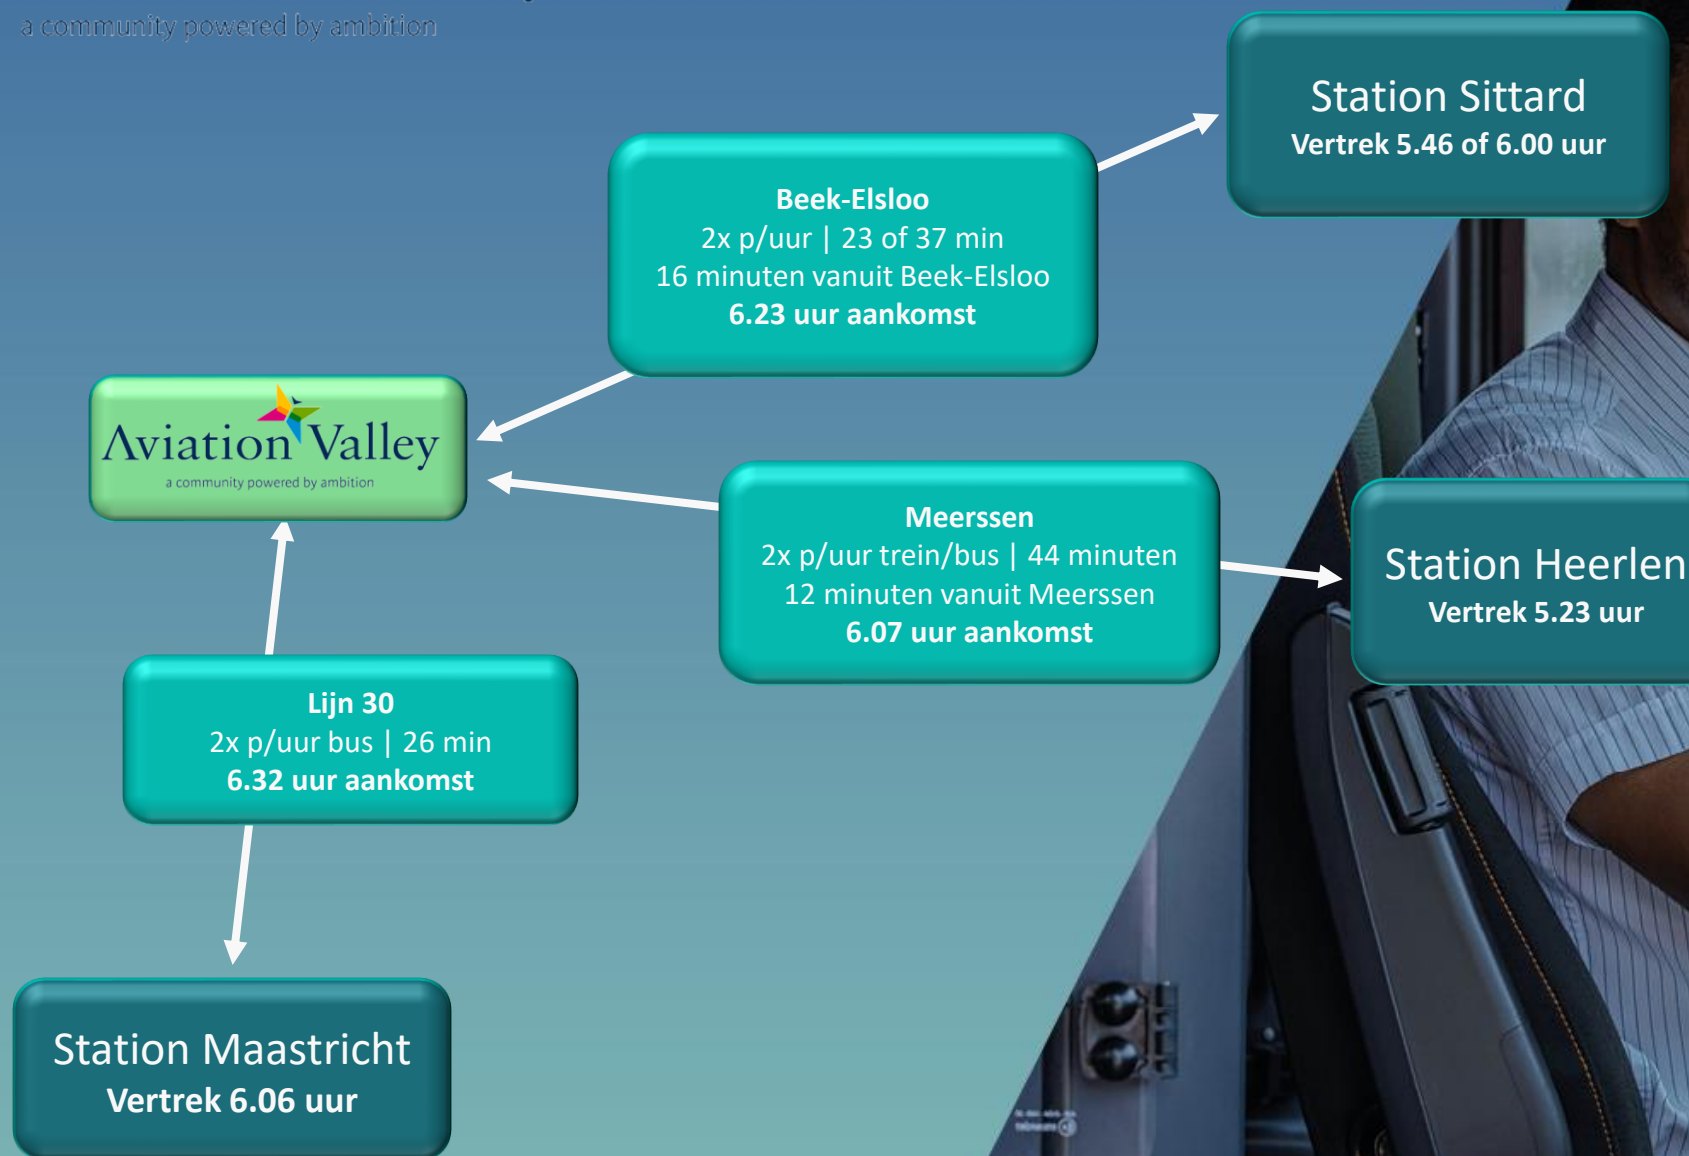 a community powered by ambition
Station Sittard
Vertrek 5.46 of 6.00 uur
Beek-Elsloo
2x p/uur | 23 of 37 min
16 minuten vanuit Beek-Elsloo
6.23 uur aankomst
Aviation Valley
a community powered by ambition
Meerssen
2x p/uur trein/bus | 44 minuten
12 minuten vanuit Meerssen
6.07 uur aankomst
Station Heerlen
Vertrek 5.23 uur
Lijn 30
2x p/uur bus | 26 min
6.32 uur aankomst
Station Maastricht
Vertrek 6.06 uur